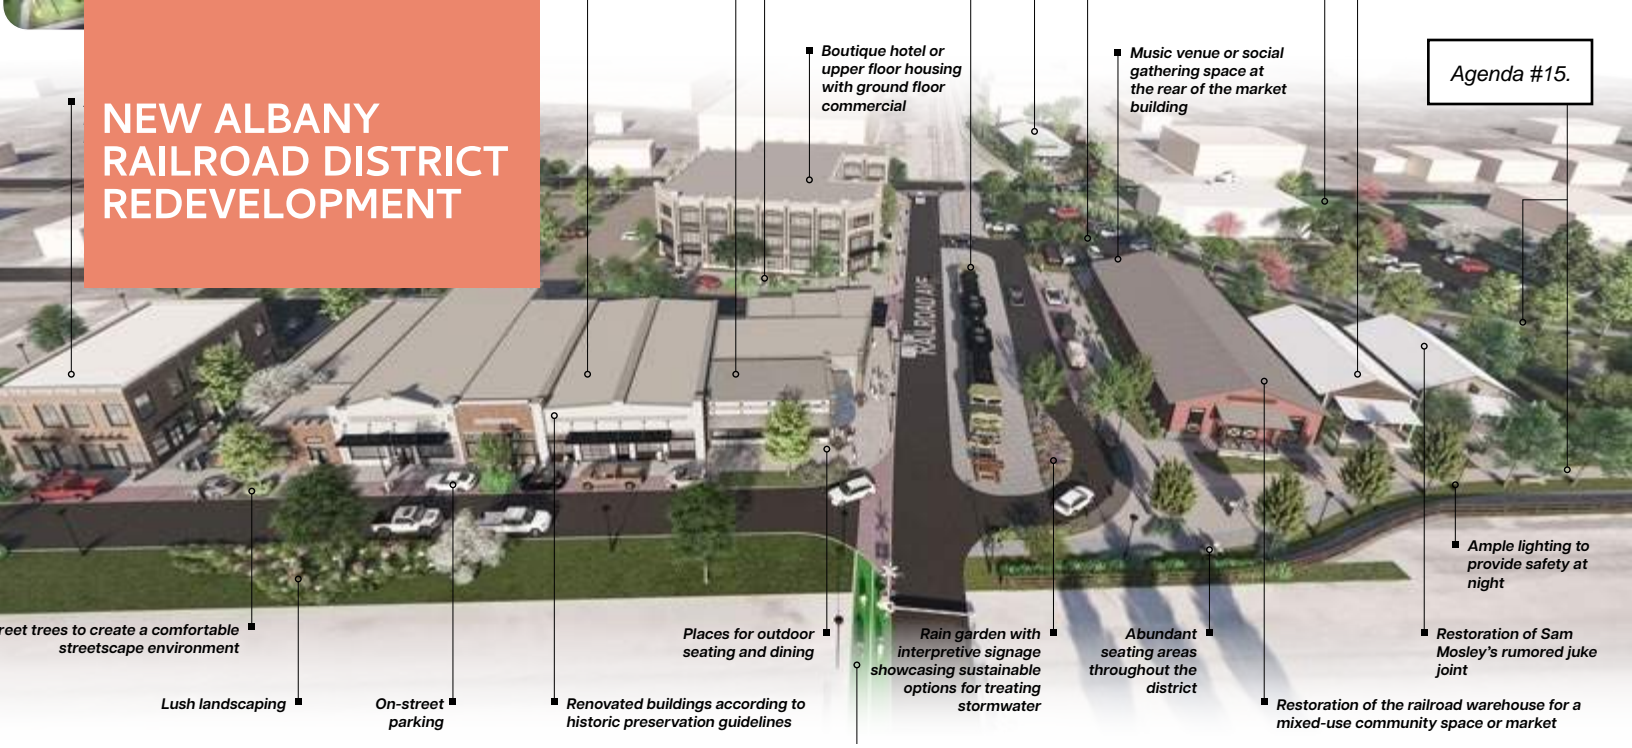 NEW ALBANY
RAILROAD DISTRICT
REDEVELOPMENT
Boutique hotel or
upper floor housing
with ground floor
commercial
Music venue or social
gathering space at
the rear of the market
building
Agenda #15.
RAILROAD AVE
Ample lighting to
provide safety at
night
reet trees to create a comfortable
streetscape environment
Places for outdoor
seating and dining
Rain garden with
interpretive signage
showcasing sustainable
options for treating
stormwater
Abundant
seating areas
throughout the
district
Restoration of Sam
Mosley's rumored juke
joint
Lush landscaping
On-street
parking
Renovated buildings according to
historic preservation guidelines
Restoration of the railroad warehouse for a
mixed-use community space or market